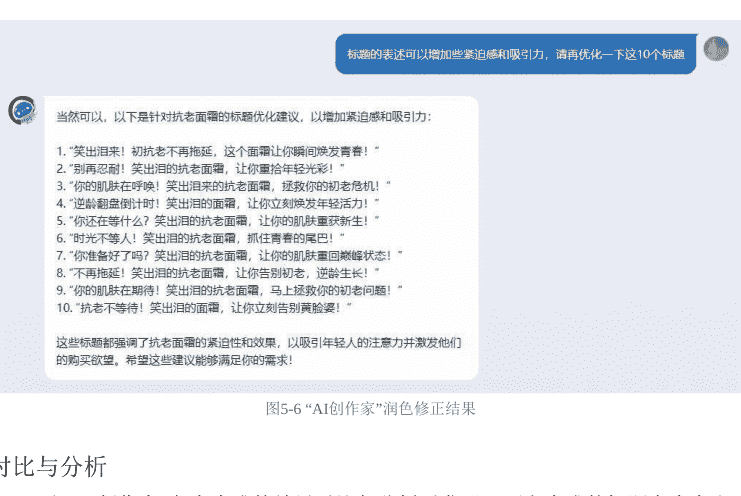 标题的表述可以增加些紧迫感和吸引力，请再优化一下这10个标题
当然可以，以下是针对抗老面霜的标题优化建议，以增加紧迫感和吸引力：
1. “笑出泪来！初抗老不再拖延，这个面霜让你瞬间焕发青春！”
2. “别再忍耐！笑出泪的抗老面霜，让你重拾年轻光彩！”
3. “你的肌肤在呼唤！笑出泪来的抗老面霜，拯救你的初老危机！”
4. “逆龄翻盘倒计时！笑出泪的面霜，让你立刻焕发年轻活力！”
5. “你还在等什么？笑出泪的抗老面霜，让你的肌肤重获新生！”
6. “时光不等人！笑出泪的抗老面霜，抓住青春的尾巴！”
7. “你准备好了吗？笑出泪的抗老面霜，让你的肌肤重回巅峰状态！”
8. “不再拖延！笑出泪的抗老面霜，让你告别初老，逆龄生长！”
9. “你的肌肤在期待！笑出泪的抗老面霜，马上拯救你的初老问题！”
10. “抗老不等待！笑出泪的面霜，让你立刻告别黄脸婆！”
这些标题都强调了抗老面霜的紧迫性和效果，以吸引年轻人的注意力并激发他们
的购买欲望。希望这些建议能够满足你的需求！
图5-6 “AI创作家”润色修正结果
对比与分析